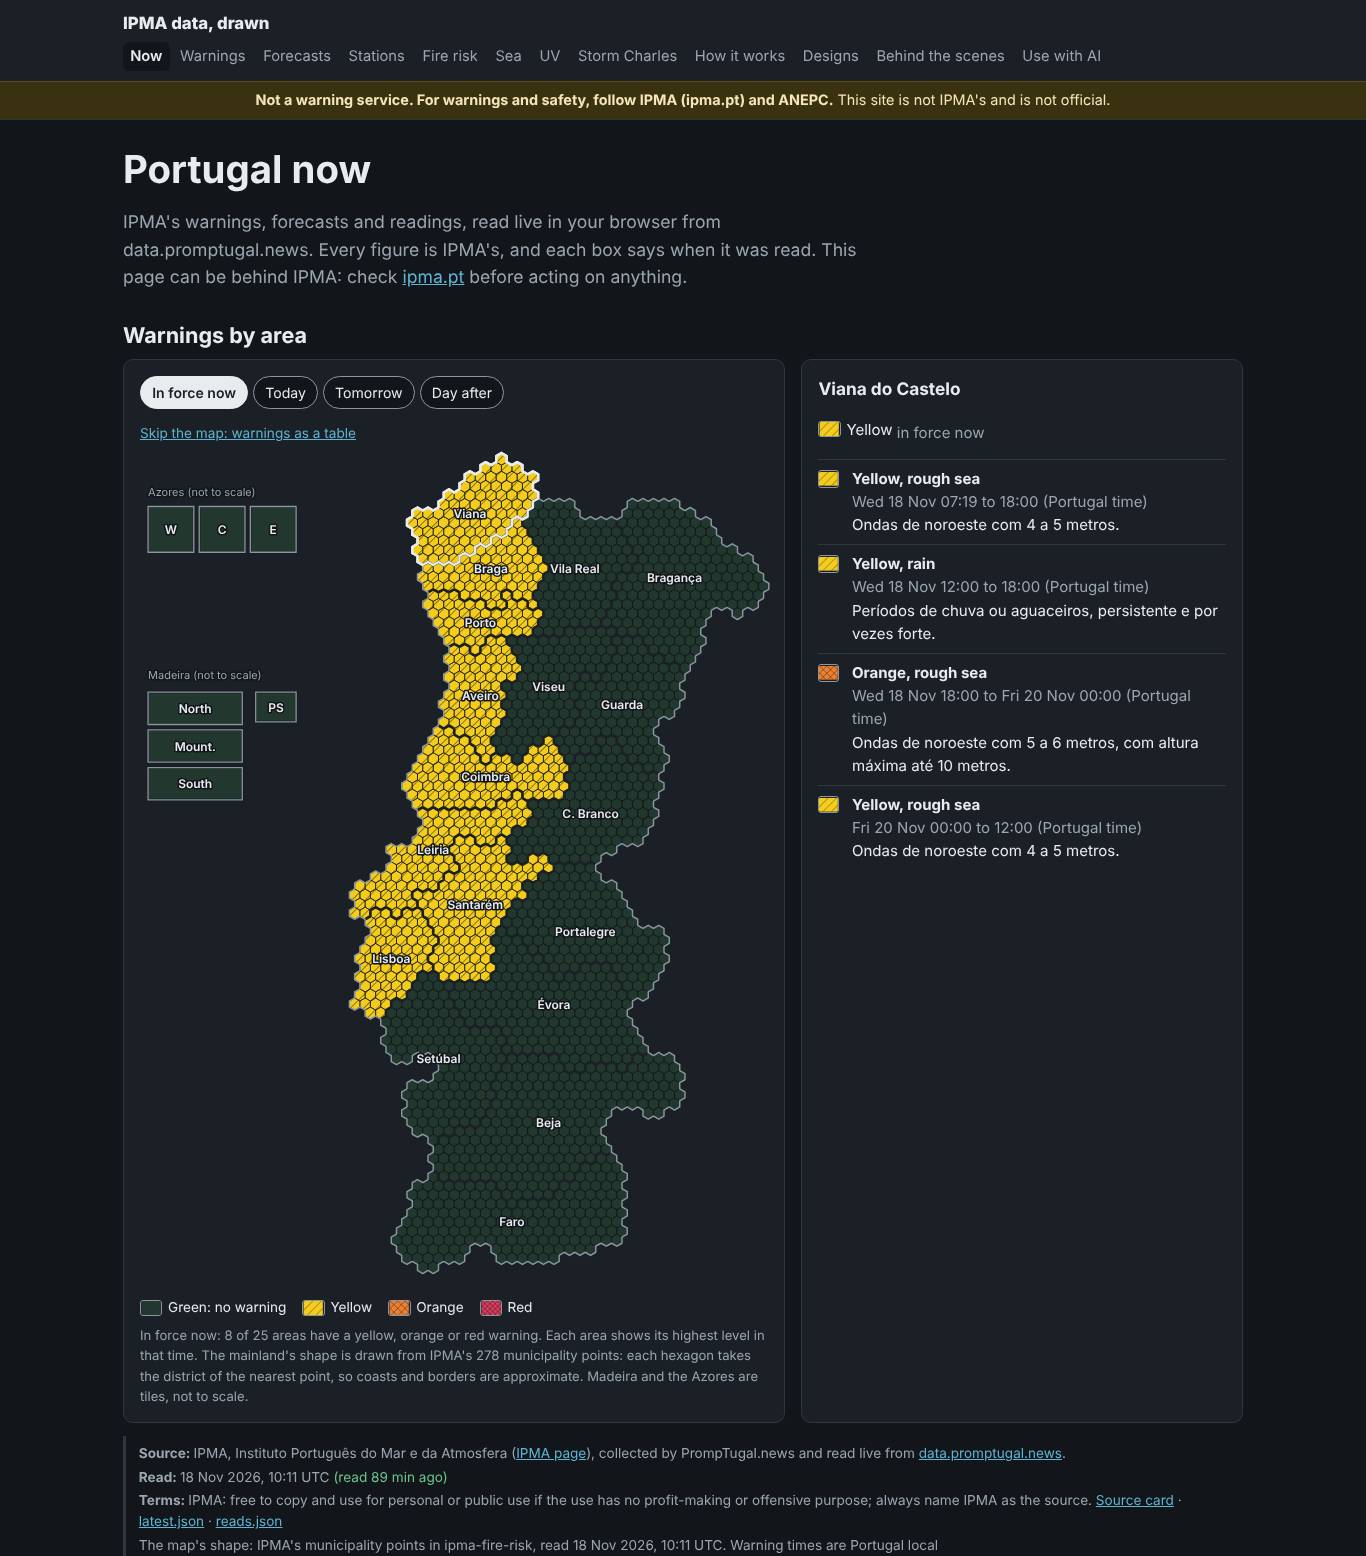 IPMA data, drawn
Now Warnings Forecasts Stations Fire risk Sea UV Storm Charles How it works Designs Behind the scenes Use with AI
Not a warning service. For warnings and safety, follow IPMA (ipma.pt) and ANEPC. This site is not IPMA's and is not official.
Portugal now
IPMA's warnings, forecasts and readings, read live in your browser from
data.promptugal.news. Every figure is IPMA's, and each box says when it was read. This
page can be behind IPMA: check ipma.pt before acting on anything.
Warnings by area
In force now Today Tomorrow Day after
Skip the map: warnings as a table
Azores (not to scale)
W C E
Madeira (not to scale)
North PS
Mount.
South
Viana
Braga
Vila Real
Bragança
Porto
Viseu
Aveiro
Guarda
Coimbra
C. Branco
Leiria
Santarém
Portalegre
Lisboa
Évora
Setúbal
Beja
Faro
Green: no warning Yellow Orange Red
In force now: 8 of 25 areas have a yellow, orange or red warning. Each area shows its highest level in
that time. The mainland's shape is drawn from IPMA's 278 municipality points: each hexagon takes
the district of the nearest point, so coasts and borders are approximate. Madeira and the Azores are
tiles, not to scale.
Viana do Castelo
Yellow in force now
Yellow, rough sea
Wed 18 Nov 07:19 to 18:00 (Portugal time)
Ondas de noroeste com 4 a 5 metros.
Yellow, rain
Wed 18 Nov 12:00 to 18:00 (Portugal time)
Períodos de chuva ou aguaceiros, persistente e por
vezes forte.
Orange, rough sea
Wed 18 Nov 18:00 to Fri 20 Nov 00:00 (Portugal
time)
Ondas de noroeste com 5 a 6 metros, com altura
máxima até 10 metros.
Yellow, rough sea
Fri 20 Nov 00:00 to 12:00 (Portugal time)
Ondas de noroeste com 4 a 5 metros.
Source: IPMA, Instituto Português do Mar e da Atmosfera (IPMA page), collected by PrompTugal.news and read live from data.promptugal.news.
Read: 18 Nov 2026, 10:11 UTC (read 89 min ago)
Terms: IPMA: free to copy and use for personal or public use if the use has no profit-making or offensive purpose; always name IPMA as the source. Source card ·
latest.json · reads.json
The map's shape: IPMA's municipality points in ipma-fire-risk, read 18 Nov 2026, 10:11 UTC. Warning times are Portugal local